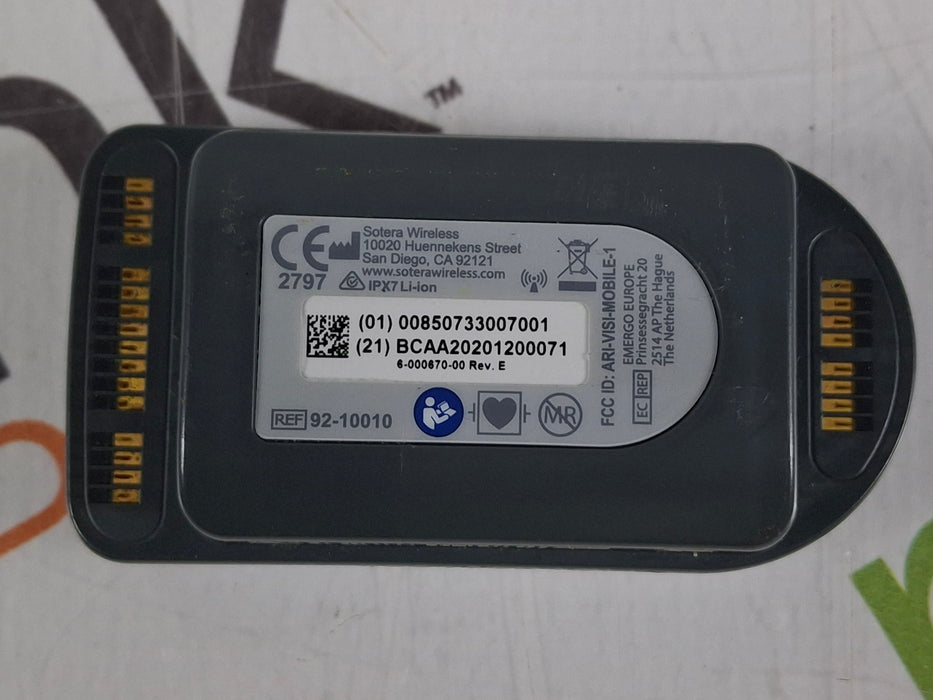 TM
CE
2797
Sotera Wireless
10020 Huennekens Street
San Diego, CA 92121
www.soterawireless.com
IPX7 Li-ion
(01) 00850733007001
(21) BCAA20201200071
6-000670-00 Rev. E
REF 92-10010
MR
FCC ID: ARI-VISI-MOBILE-1
EC REP
EMERGO EUROPE
Prinsessegracht 20
2514 AP The Hague
The Netherlands